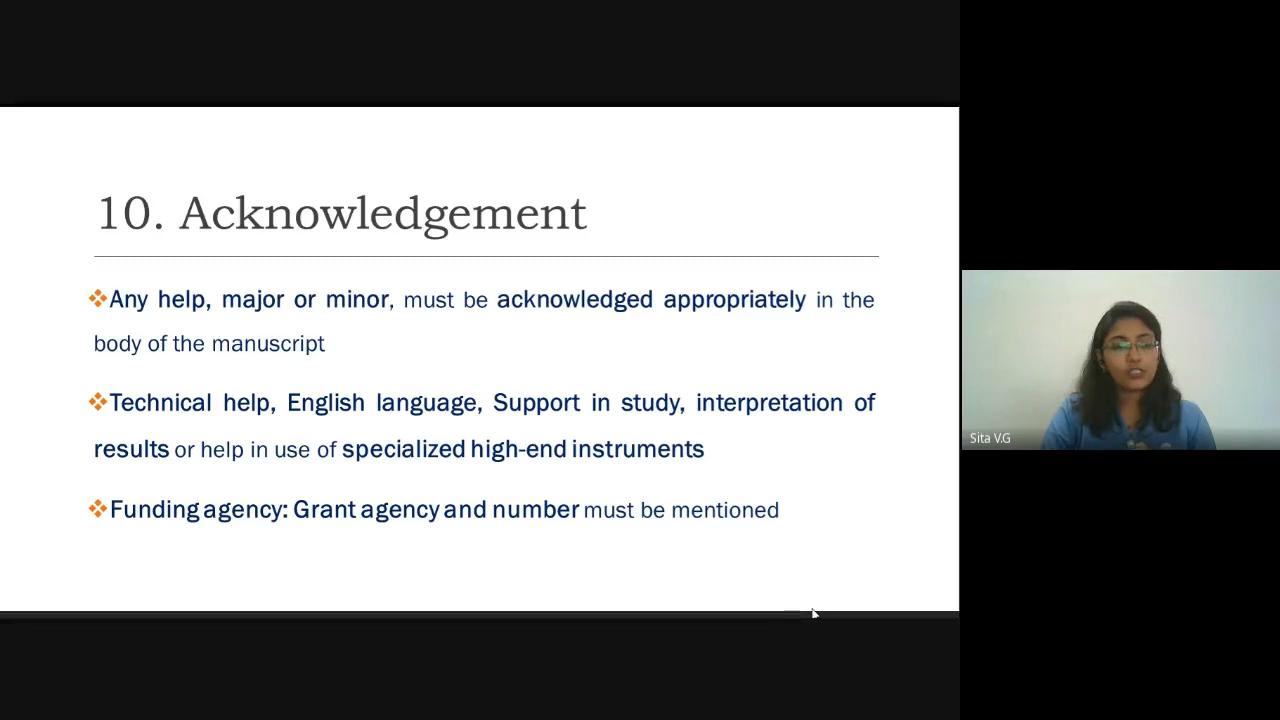 10. Acknowledgement
Any help, major or minor, must be acknowledged appropriately in the
body of the manuscript
Technical help, English language, Support in study, interpretation of
results or help in use of specialized high-end instruments
Funding agency: Grant agency and number must be mentioned
Sita V.G